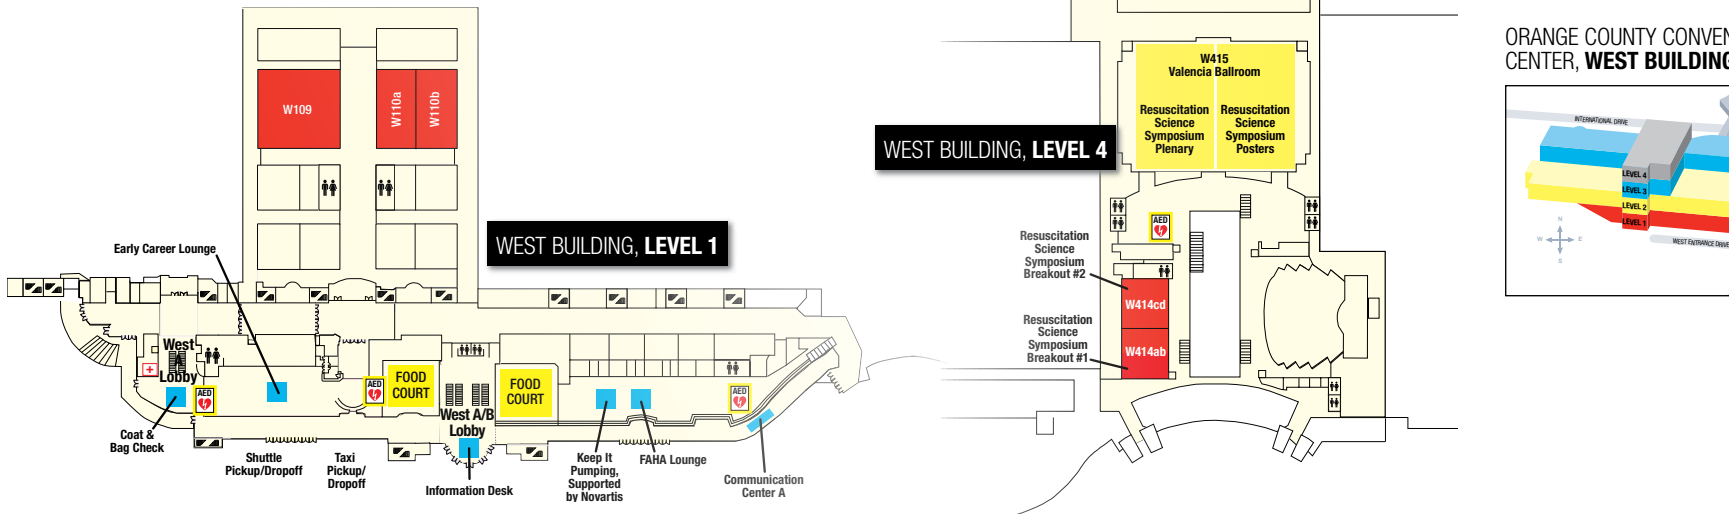 W109
W110a
W110b
WEST BUILDING, LEVEL 1
Early Career Lounge
West
A
Lobby
AED
AED
FOOD
COURT
FOOD
COURT
West A/B
Lobby
AED
Coat &
Bag Check
Shuttle
Pickup/Dropoff
Taxi
Pickup/
Dropoff
Information Desk
Keep It
Pumping,
Supported
by Novartis
FAHA Lounge
Communication
Center A
WEST BUILDING, LEVEL 4
W415
Valencia Ballroom
Resuscitation
Science
Symposium
Plenary
Resuscitation
Science
Symposium
Posters
AED
Resuscitation
Science
Symposium
Breakout #2
W414cd
Resuscitation
Science
Symposium
Breakout #1
W414ab
ORANGE COUNTY CONVEN
CENTER, WEST BUILDING
INTERNATIONAL DRIVE
LEVEL 4
LEVEL 3
LEVEL 2
LEVEL 1
N
W E
S
WEST ENTRANCE DRIVE